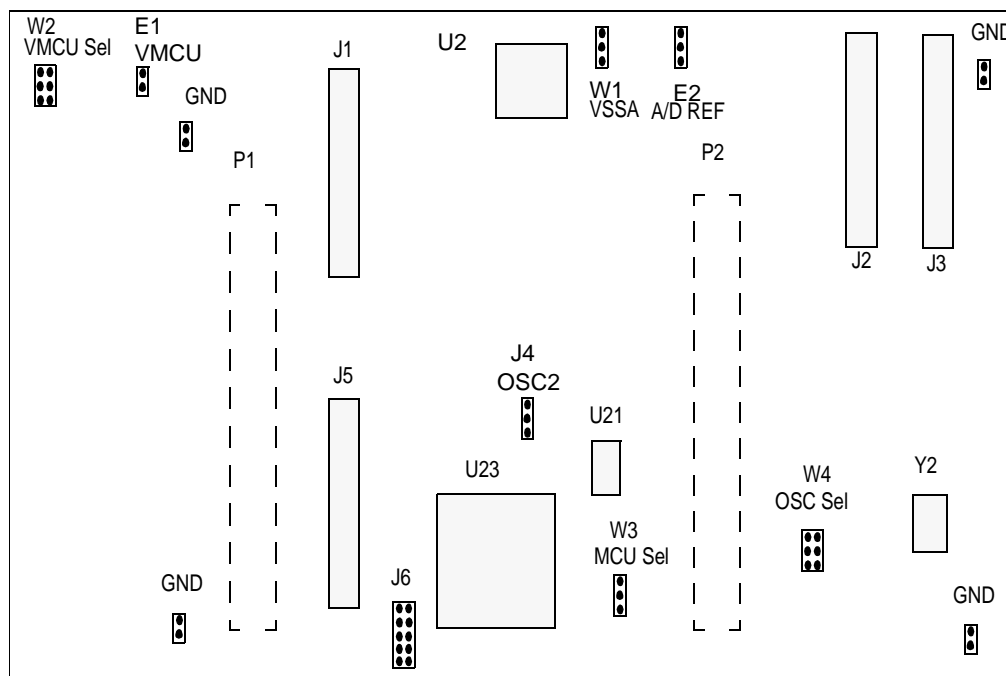 W2
VMCU Sel
E1
VMCU
GND
J1
U2
W1
VSSA
E2
A/D REF
GND
P1
P2
J2
J3
J4
OSC2
J5
U21
U23
W4
OSC Sel
Y2
W3
MCU Sel
GND
J6
GND